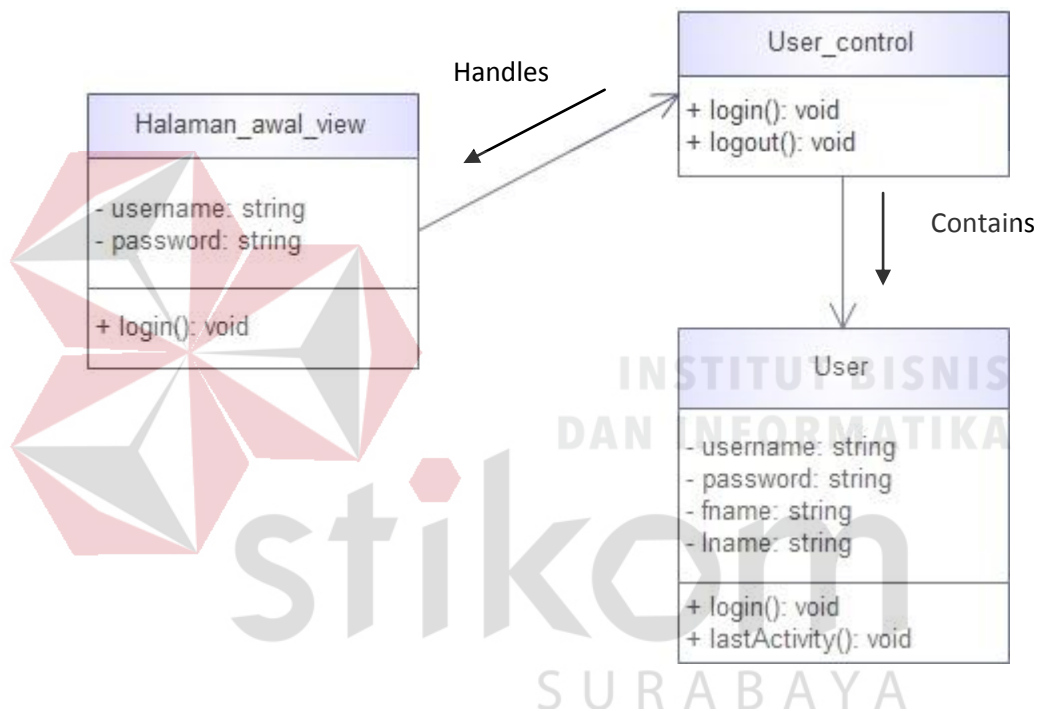 Halaman_awal_view
- username: string
- password: string
+ login(): void
Handles
User_control
+ login(): void
+ logout(): void
Contains
User
- username: string
- password: string
- fname: string
- lname: string
+ login(): void
+ lastActivity(): void
INSTITUT BISNIS
DAN INFORMATIKA
stikom
SURABAYA